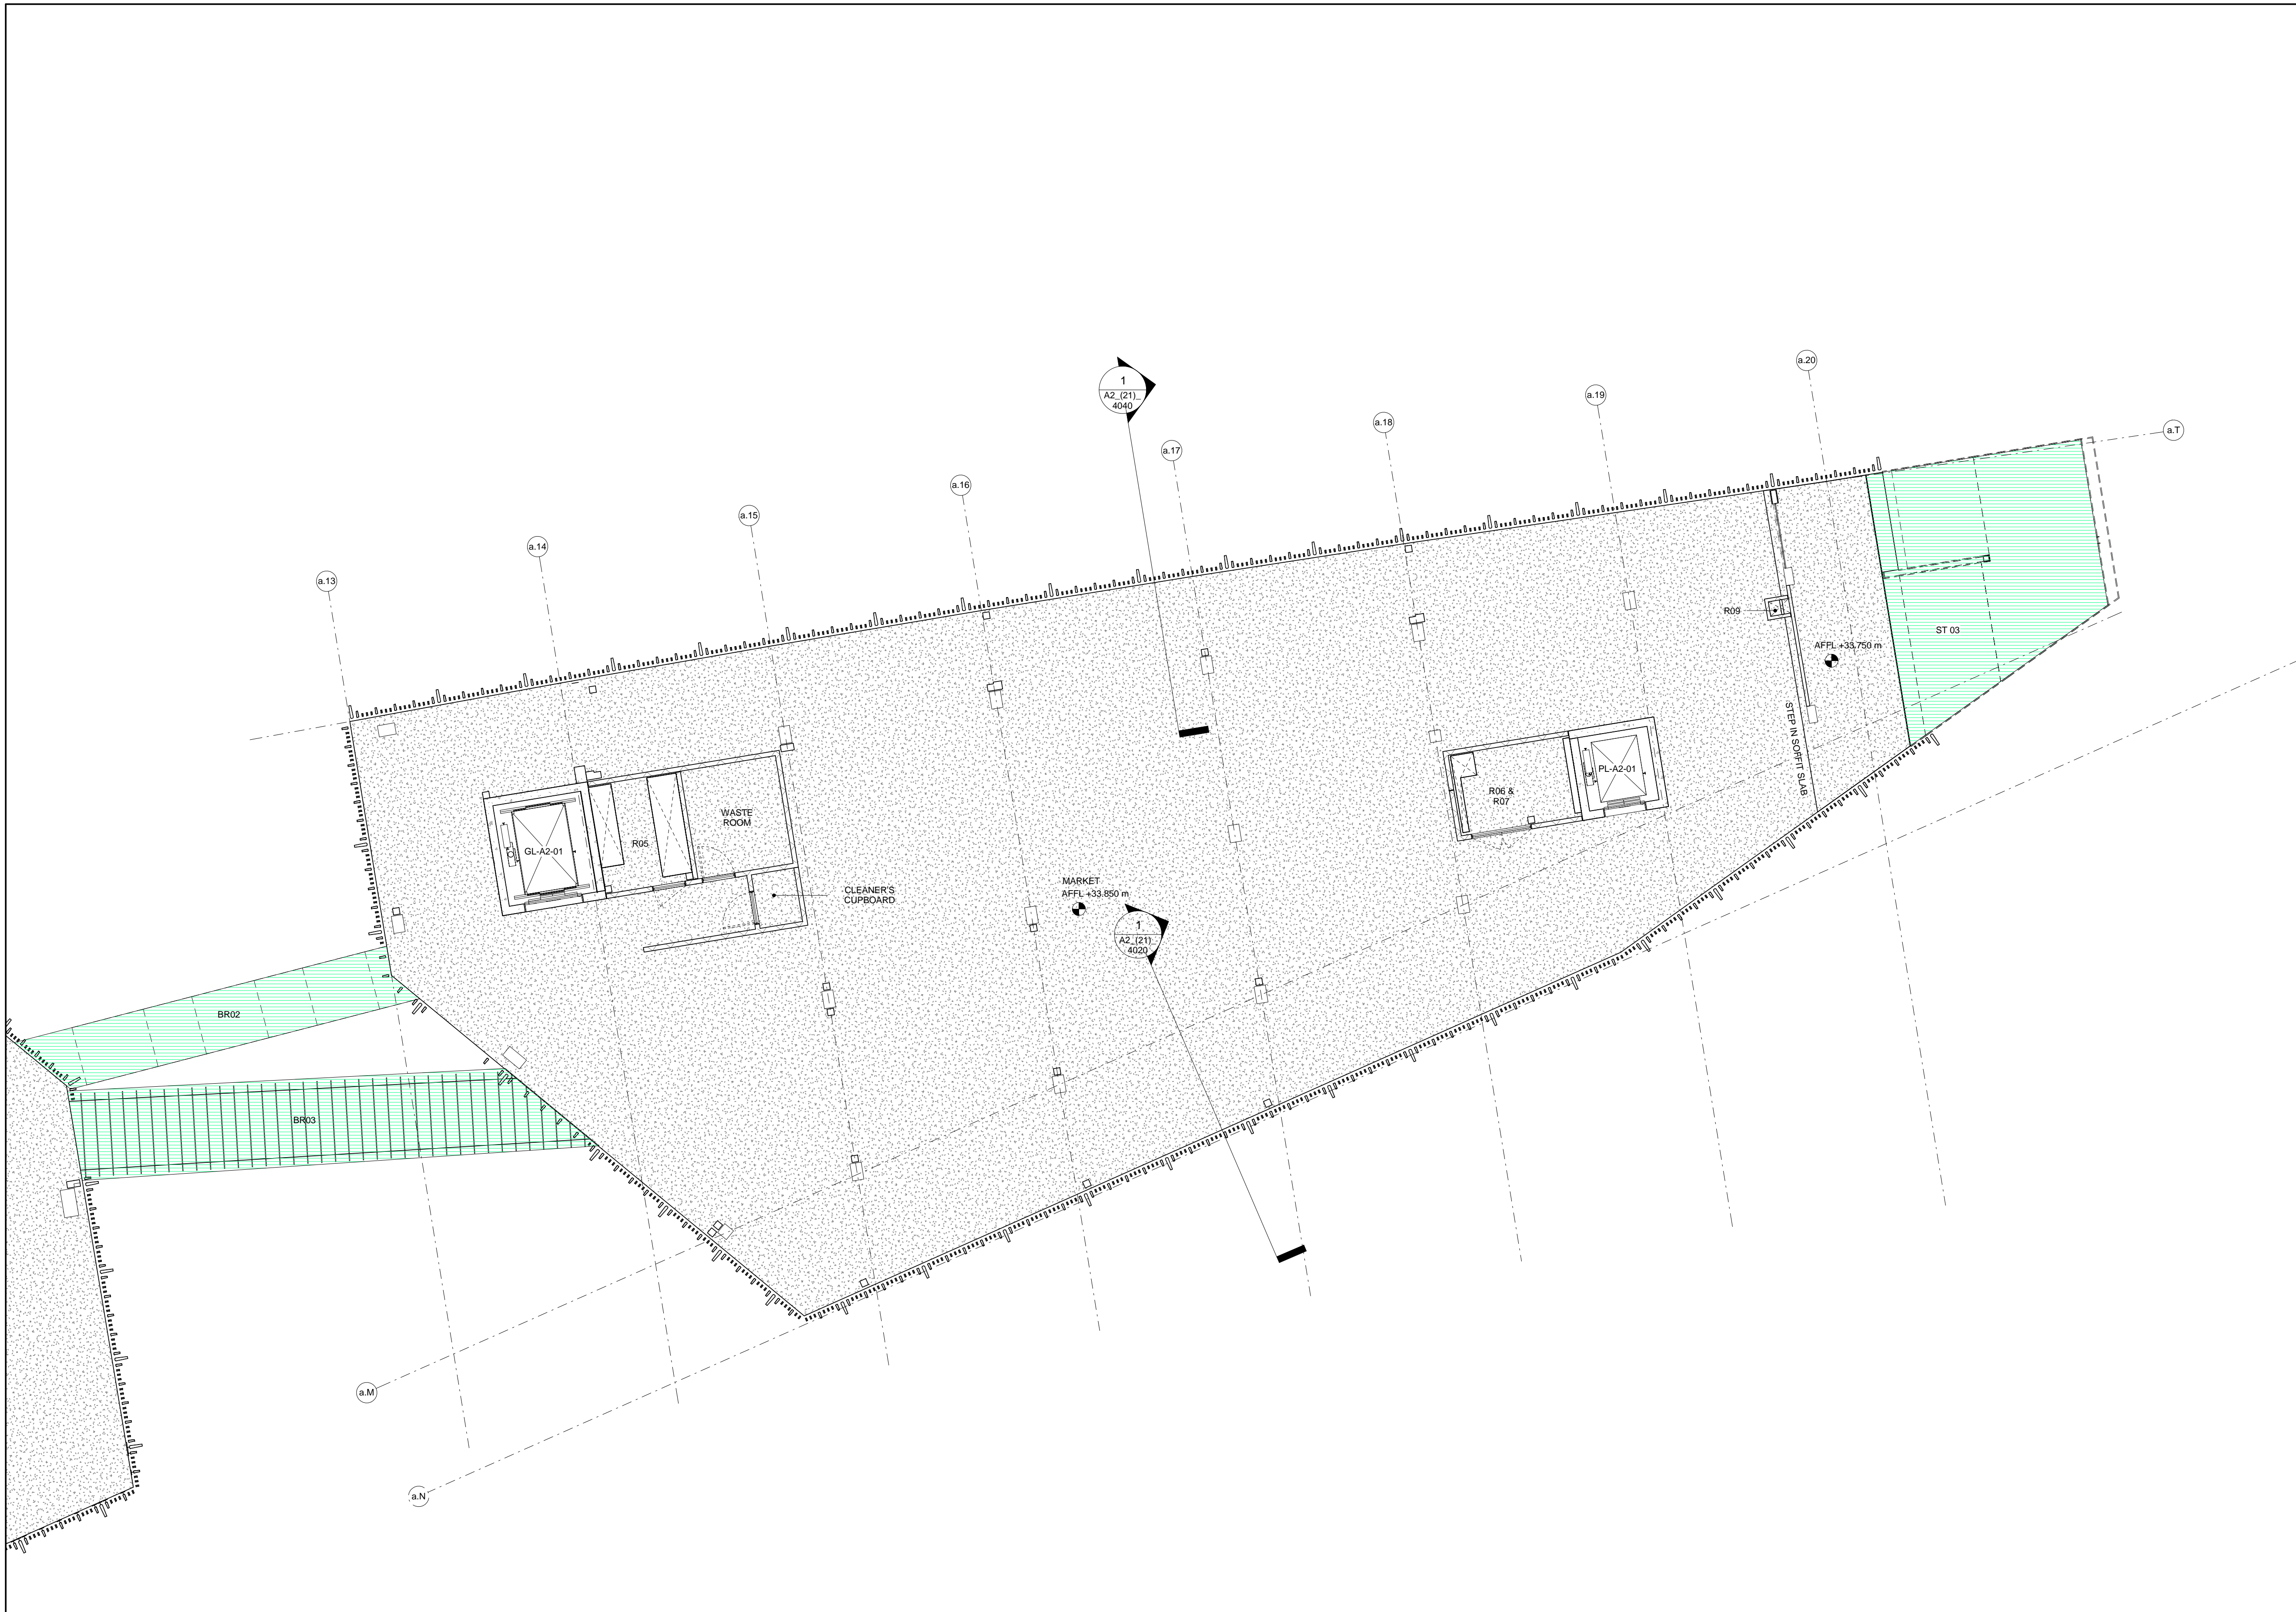 1
A2_(21)_
4040
a.20
a.19
a.18
a.T
a.17
a.16
a.15
a.14
a.13
R09
ST 03
AFFL +33.750 m
STEP IN SOFFIT SLAB
PL-A2-01
R06 &
R07
WASTE
ROOM
R05
GL-A2-01
CLEANER'S
CUPBOARD
MARKET
AFFL +33.850 m
1
A2_(21)_
4020
BR02
BR03
a.M
a.N